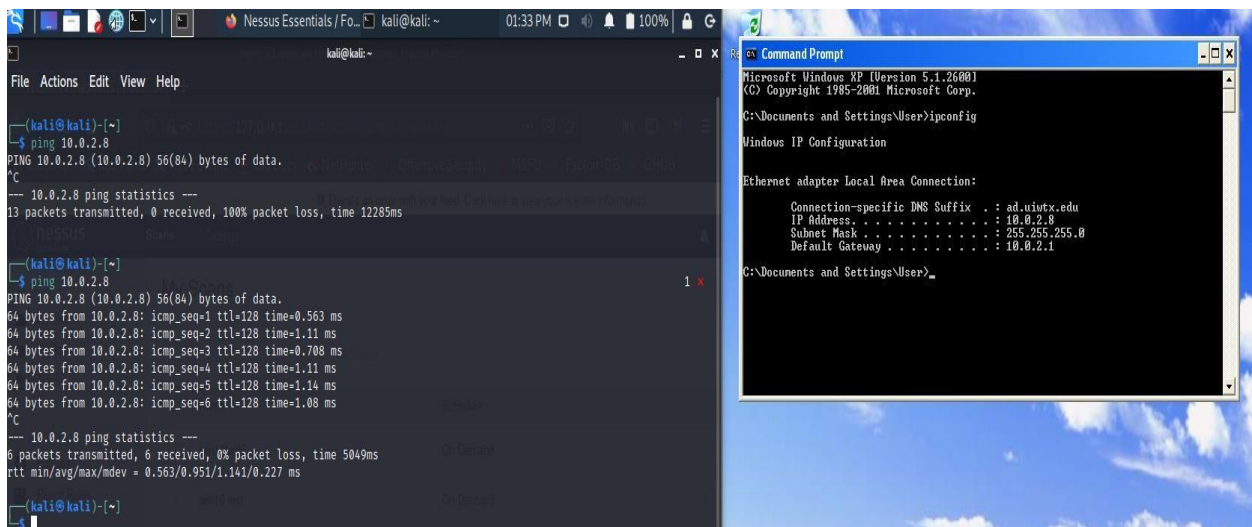 Nessus Essentials / Fo... kali@kali: ~ 01:33 PM 100%
kali@kali: ~
File Actions Edit View Help
(kali㉿kali)-[~]
$ ping 10.0.2.8
PING 10.0.2.8 (10.0.2.8) 56(84) bytes of data.
^C
--- 10.0.2.8 ping statistics ---
13 packets transmitted, 0 received, 100% packet loss, time 12285ms
(kali㉿kali)-[~]
$ ping 10.0.2.8
1 ⨯
PING 10.0.2.8 (10.0.2.8) 56(84) bytes of data.
64 bytes from 10.0.2.8: icmp_seq=1 ttl=128 time=0.563 ms
64 bytes from 10.0.2.8: icmp_seq=2 ttl=128 time=1.11 ms
64 bytes from 10.0.2.8: icmp_seq=3 ttl=128 time=0.708 ms
64 bytes from 10.0.2.8: icmp_seq=4 ttl=128 time=1.11 ms
64 bytes from 10.0.2.8: icmp_seq=5 ttl=128 time=1.14 ms
64 bytes from 10.0.2.8: icmp_seq=6 ttl=128 time=1.08 ms
^C
--- 10.0.2.8 ping statistics ---
6 packets transmitted, 6 received, 0% packet loss, time 5049ms
rtt min/avg/max/mdev = 0.563/0.951/1.141/0.227 ms
(kali㉿kali)-[~]
$
Command Prompt
Microsoft Windows XP [Version 5.1.2600]
(C) Copyright 1985-2001 Microsoft Corp.
C:\Documents and Settings\User>ipconfig
Windows IP Configuration
Ethernet adapter Local Area Connection:
Connection-specific DNS Suffix . : ad.uiwtx.edu
IP Address. . . . . . . . . . . . : 10.0.2.8
Subnet Mask . . . . . . . . . . . : 255.255.255.0
Default Gateway . . . . . . . . . : 10.0.2.1
C:\Documents and Settings\User>_